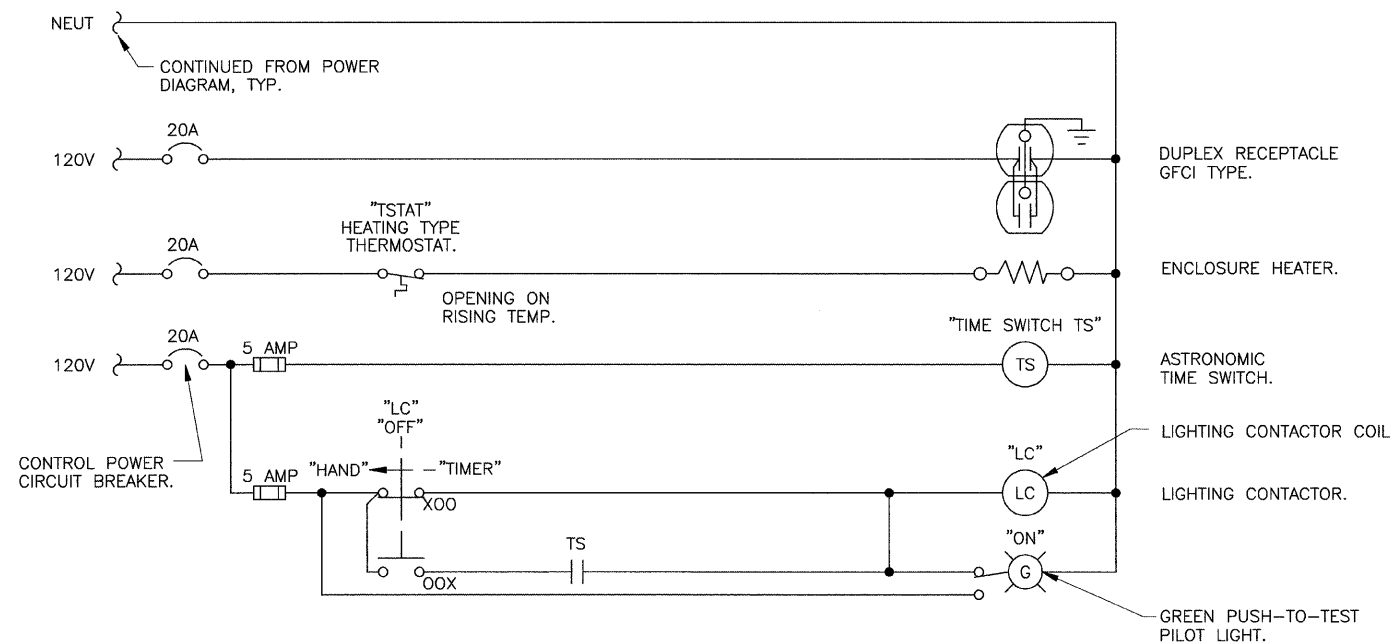 NEUT
CONTINUED FROM POWER
DIAGRAM, TYP.
20A
120V
DUPLEX RECEPTACLE
GFCI TYPE.
"TSTAT"
HEATING TYPE
THERMOSTAT.
20A
120V
ENCLOSURE HEATER.
OPENING ON
RISING TEMP.
"TIME SWITCH TS"
20A
5 AMP
120V
TS
ASTRONOMIC
TIME SWITCH.
"LC"
"OFF"
LIGHTING CONTACTOR COIL
CONTROL POWER
CIRCUIT BREAKER.
5 AMP
"HAND"
"TIMER"
"LC"
LC
LIGHTING CONTACTOR.
XOO
"ON"
TS
G
OOX
GREEN PUSH-TO-TEST
PILOT LIGHT.